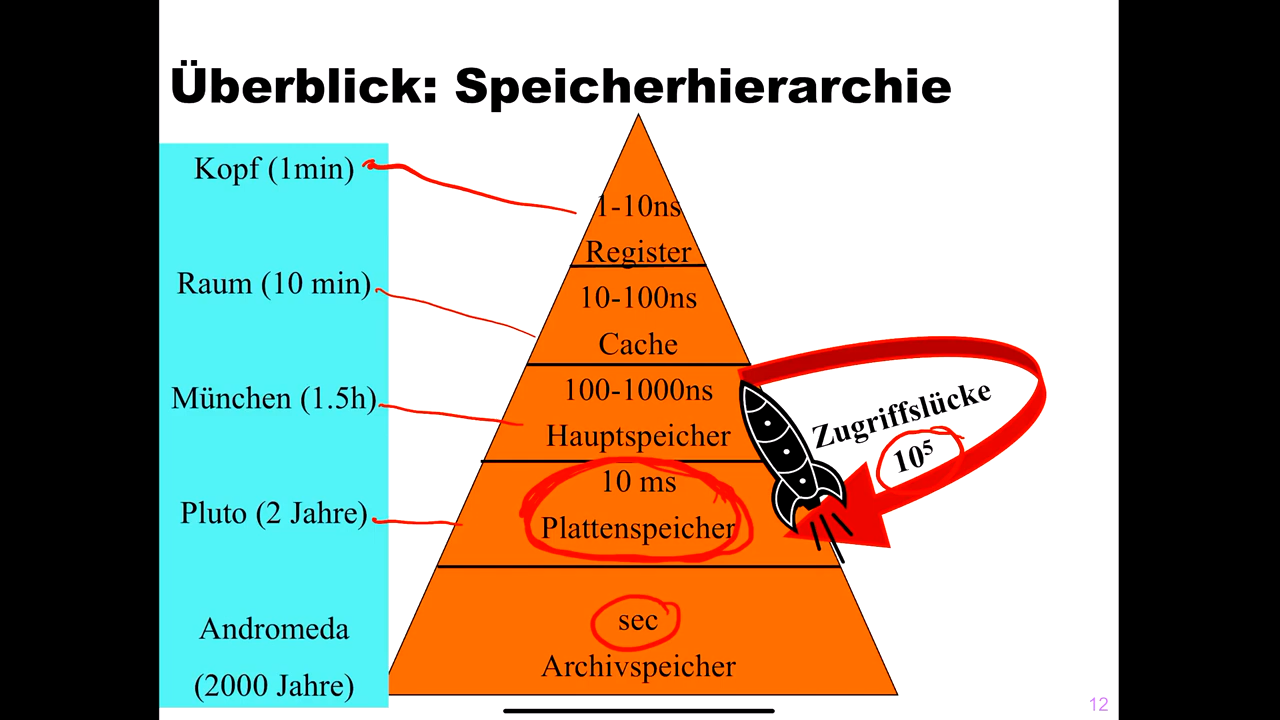 Überblick: Speicherhierarchie
Kopf (1min)
Raum (10 min)
München (1.5h)
Pluto (2 Jahre)
Andromeda
(2000 Jahre)
1-10ns
Register
10-100ns
Cache
100-1000ns
Hauptspeicher
10 ms
Plattenspeicher
sec
Archivspeicher
Zugriffslücke
10⁵
12